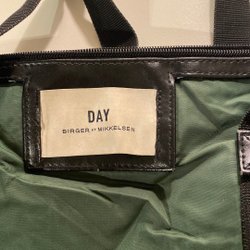 DAY
BIRGER ET MIKKELSEN